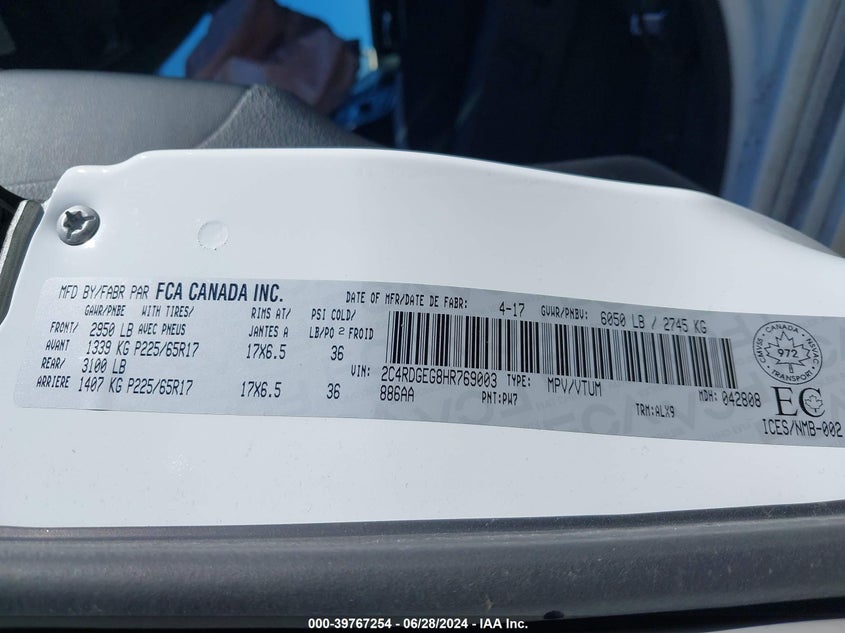 MFD BY/FABR PAR FCA CANADA INC. DATE OF MFR/DATE DE FABR: 4-17 GVWR/PNBV: 6050 LB / 2745 KG
GAWR/PNBE WITH TIRES/ RIMS AT/ PSI COLD/
FRONT/ 2950 LB AVEC PNEUS JANTES A LB/PO2 FROID
AVANT 1339 KG P225/65R17 17X6.5 36
REAR/ 3100 LB
ARRIERE 1407 KG P225/65R17 17X6.5 36
VIN: 2C4RDGEG8HR769003 TYPE: MPV/VTUM MDH: 042808
886AA PNT: PW7 TRM: ALX9
CMVSS NSVAC
CANADA
972
TRANSPORT
EC
ICES/NMB-002
000-39767254 - 06/28/2024 - IAA Inc.